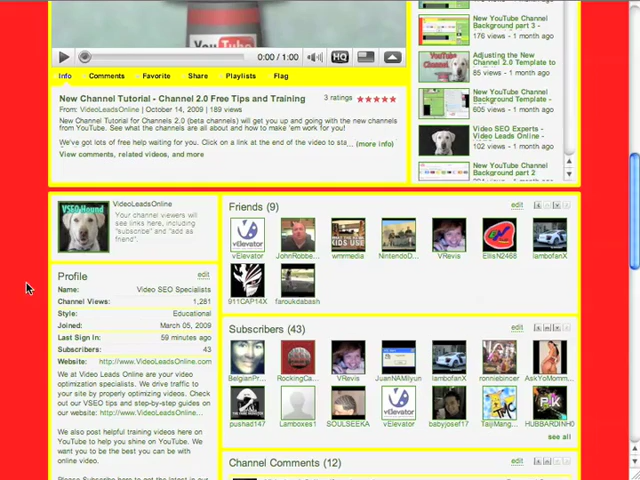 You Tube
0:00 / 1:00
HQ
Info
Comments
Favorite
Share
Playlists
Flag
New Channel Tutorial - Channel 2.0 Free Tips and Training
3 ratings
From: VideoLeadsOnline | October 14, 2009 | 189 views
New Channel Tutorial for Channels 2.0 (beta channels) will get you up and going with the new channels
from YouTube. See what the channels are all about and how to make 'em work for you!
We've got lots of free help waiting for you. Click on a link at the end of the video to sta... (more info)
View comments, related videos, and more
New YouTube Channel
Background part 3 -
176 views - 1 month ago
Adjusting the New
Channel 2.0 Template to
85 views - 1 month ago
New YouTube Channel
Background Template -
605 views - 1 month ago
Video SEO Experts -
Video Leads Online -
102 views - 1 month ago
New YouTube Channel
Background part 2
VSEO Hound
VideoLeadsOnline
Your channel viewers
will see links here, including
"subscribe" and "add as
friend".
Profile
edit
Name: Video SEO Specialists
Channel Views: 1,281
Style: Educational
Joined: March 05, 2009
Last Sign In: 59 minutes ago
Subscribers: 43
Website: http://www.VideoLeadsOnline.com
We at Video Leads Online are your video
optimization specialists. We drive traffic to
your site by properly optimizing videos. Check
out our VSEO tips and step-by-step guides on
our website: http://www.VideoLeadsOnline...
We also post helpful training videos here on
YouTube to help you shine on YouTube. We
want you to be the best you can be with
online video.
Friends (9)
edit
vElevator
JohnRobbe...
wmrmedia
NintendoD...
VRevis
EllisN2468
lambofanX
911CAP14X
faroukdabash
Subscribers (43)
edit
BelgianPr...
RockingCa...
VRevis
JuanNAMilyun
lambofanX
ronniebincer
AskYoMomm...
pushad147
Lamboxes1
SOULSEEKA
vElevator
babyjosef17
TaijiMang...
HUBBARDINHO
see all
Channel Comments (12)
edit